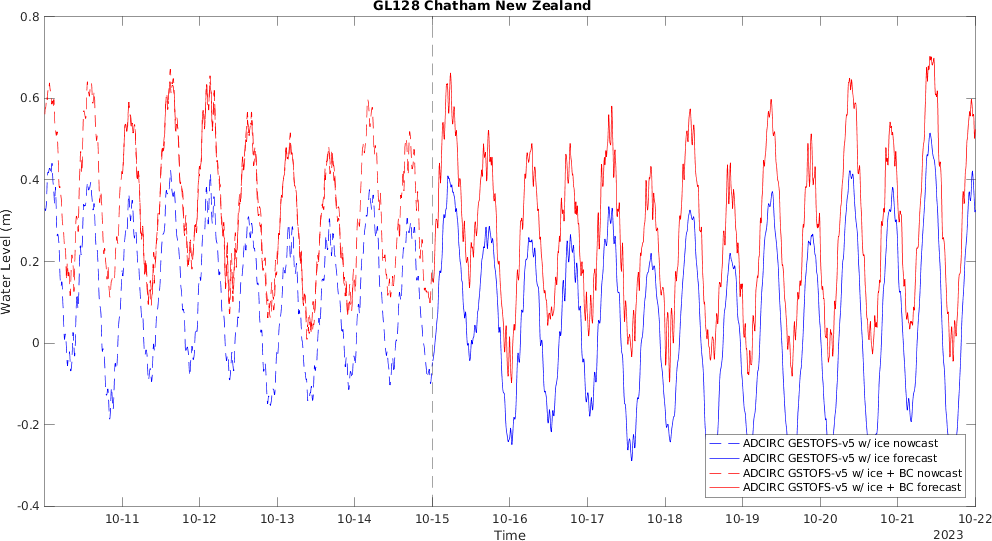 GL128 Chatham New Zealand
Water Level (m)
0.8
0.6
0.4
0.2
0
-0.2
-0.4
ADCIRC GESTOFS-v5 w/ ice nowcast
ADCIRC GESTOFS-v5 w/ ice forecast
ADCIRC GSTOFS-v5 w/ ice + BC nowcast
ADCIRC GSTOFS-v5 w/ ice + BC forecast
10-11 10-12 10-13 10-14 10-15 10-16 10-17 10-18 10-19 10-20 10-21 10-22
Time
2023